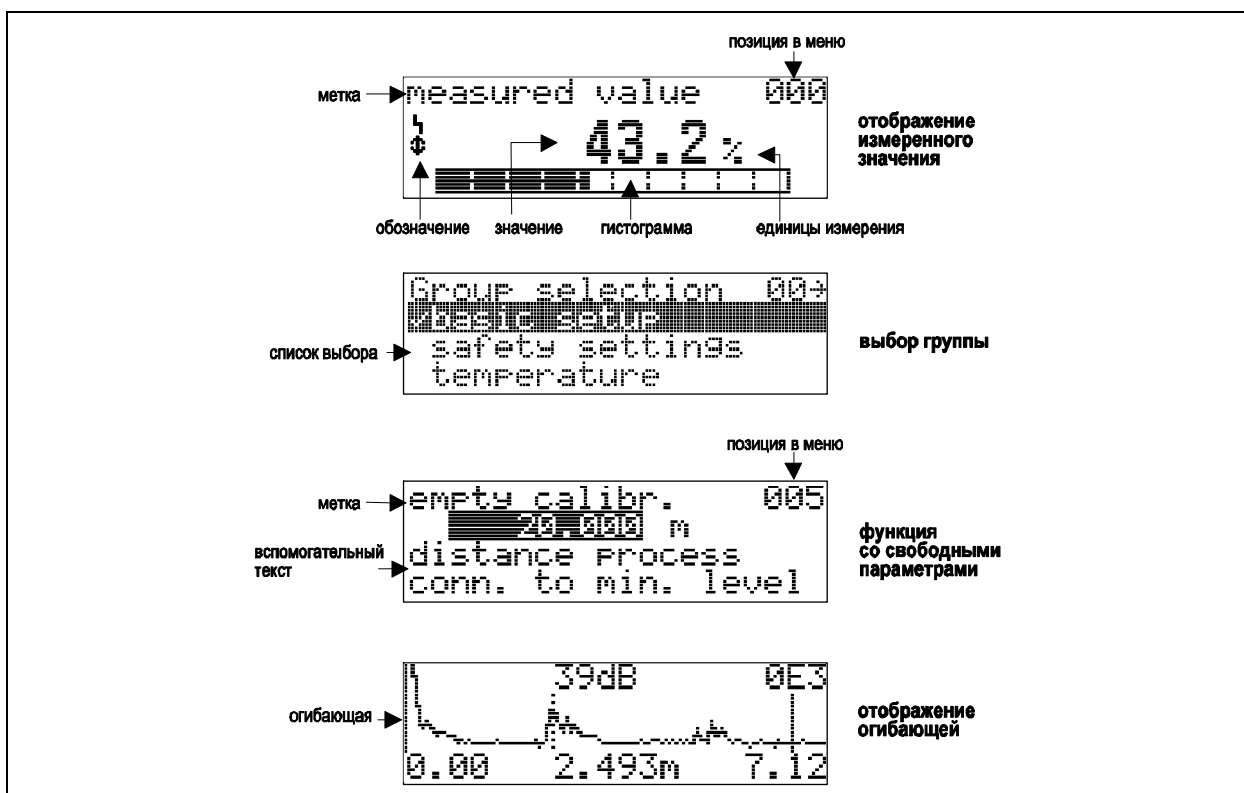 позиция в меню
метка
measured value 000
43.2 %
отображение
измеренного
значения
обозначение
значение
гистограмма
единицы измерения
Group selection 00→
✓basic setup
список выбора
safety settings
temperature
выбор группы
позиция в меню
метка
empty calibr. 005
20.000 m
вспомогательный
текст
distance process
conn. to min. level
функция
со свободными
параметрами
39dB 0E3
огибающая
0.00 2.493m 7.12
отображение
огибающей